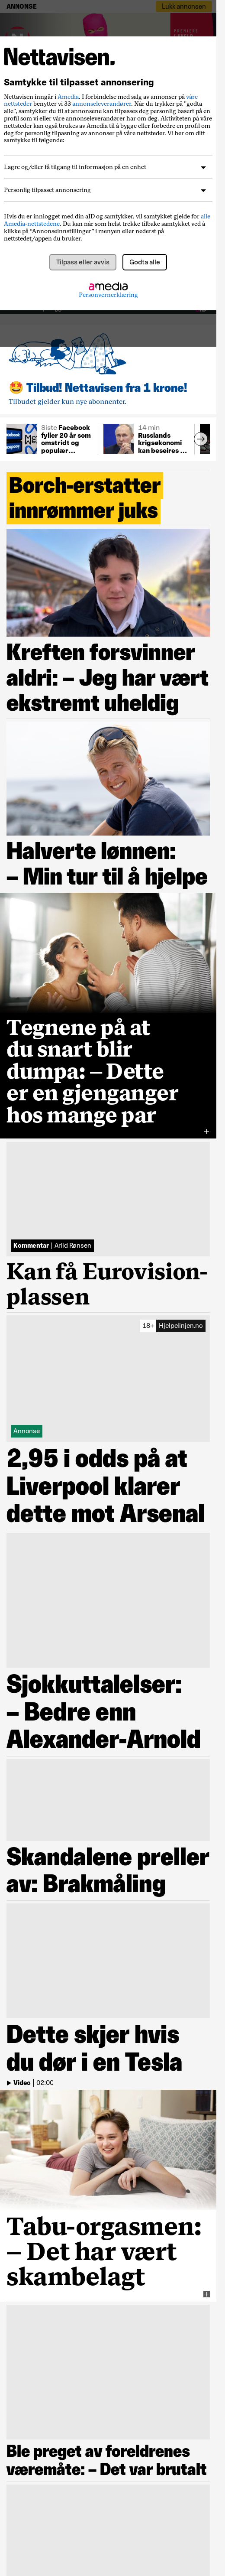 ANNONSE
Lukk annonsen
PREMIERE
Nettavisen.
Samtykke til tilpasset annonsering
Nettavisen inngår i Amedia. I forbindelse med salg av annonser på våre
nettsteder benytter vi 33 annonseleverandører. Når du trykker på "godta
alle", samtykker du til at annonsene kan tilpasses deg personlig basert på en
profil som vi eller våre annonseleverandører har om deg. Aktivitetene på våre
nettsteder kan også brukes av Amedia til å bygge eller forbedre en profil om
deg for personlig tilpasning av annonser på våre nettsteder. Vi ber om ditt
samtykke til følgende:
Lagre og/eller få tilgang til informasjon på en enhet
Personlig tilpasset annonsering
Hvis du er innlogget med din aID og samtykker, vil samtykket gjelde for alle
Amedia-nettstedene. Du kan når som helst trekke tilbake samtykket ved å
klikke på “Annonseinnstillinger” i menyen eller nederst på
nettstedet/appen du bruker.
Tilpass eller avvis
Godta alle
amedia
Personvernerklæring
🤩 Tilbud! Nettavisen fra 1 krone!
Tilbudet gjelder kun nye abonnenter.
Siste Facebook
fyller 20 år som
omstridt og
populær...
14 min
Russlands
krigsøkonomi
kan beseires ...
Borch-erstatter
innrømmer juks
Kreften forsvinner
aldri: – Jeg har vært
ekstremt uheldig
Halverte lønnen:
– Min tur til å hjelpe
Tegnene på at
du snart blir
dumpa: – Dette
er en gjenganger
hos mange par
Kommentar | Arild Rønsen
Kan få Eurovision-
plassen
18+ Hjelpelinjen.no
Annonse
2,95 i odds på at
Liverpool klarer
dette mot Arsenal
Sjokkuttalelser:
– Bedre enn
Alexander-Arnold
Skandalene preller
av: Brakmåling
Dette skjer hvis
du dør i en Tesla
Video | 02:00
Tabu-orgasmen:
– Det har vært
skambelagt
Ble preget av foreldrenes
væremåte: – Det var brutalt